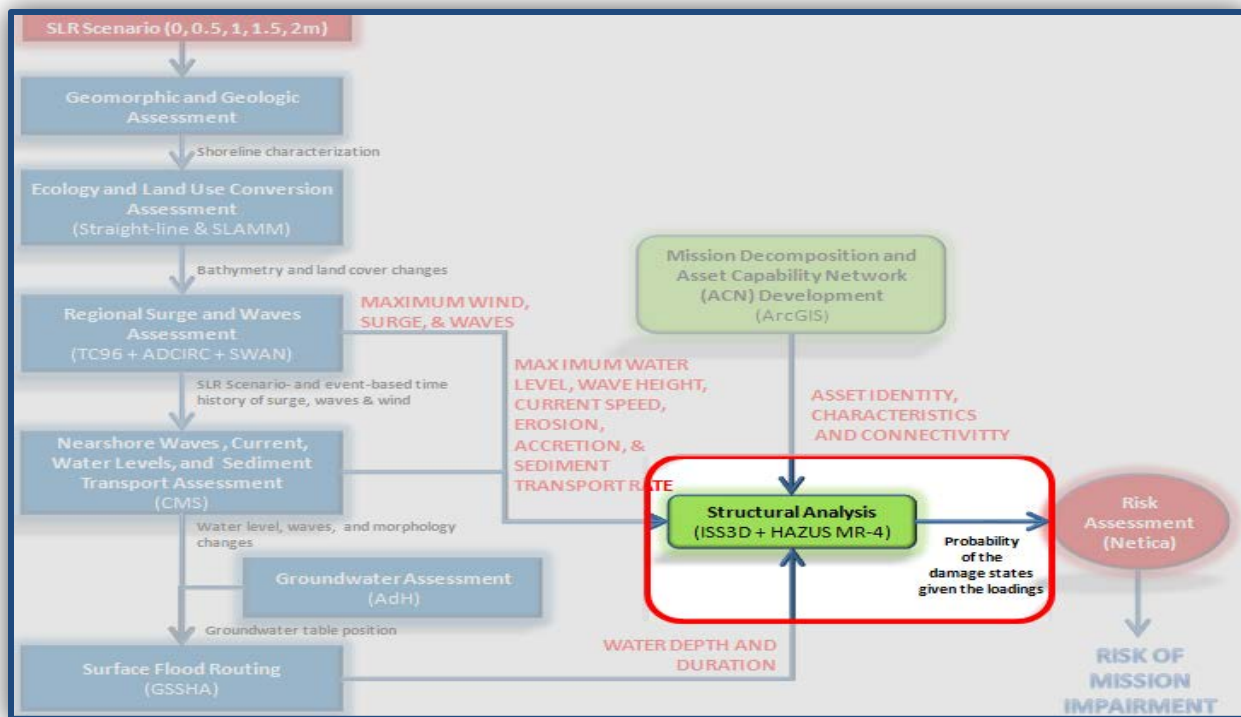 SLR Scenario (0, 0.5, 1, 1.5, 2m)
Geomorphic and Geologic
Assessment
Shoreline characterization
Ecology and Land Use Conversion
Assessment
(Straight-line & SLAMM)
Bathymetry and land cover changes
Regional Surge and Waves
Assessment
(TC96 + ADCIRC + SWAN)
SLR Scenario- and event-based time
history of surge, waves & wind
Nearshore Waves, Current,
Water Levels, and Sediment
Transport Assessment
(CMS)
Water level, waves, and morphology
changes
Groundwater Assessment
(AdH)
Groundwater table position
Surface Flood Routing
(GSSHA)
MAXIMUM WIND,
SURGE, & WAVES
MAXIMUM WATER
LEVEL, WAVE HEIGHT,
CURRENT SPEED,
EROSION,
ACCRETION, &
SEDIMENT
TRANSPORT RATE
Mission Decomposition and
Asset Capability Network
(ACN) Development
(ArcGIS)
ASSET IDENTITY,
CHARACTERISTICS
AND CONNECTIVITTY
Structural Analysis
(ISS3D + HAZUS MR-4)
Probability
of the
damage states
given the loadings
WATER DEPTH AND
DURATION
Risk
Assessment
(Netica)
RISK OF
MISSION
IMPAIRMENT